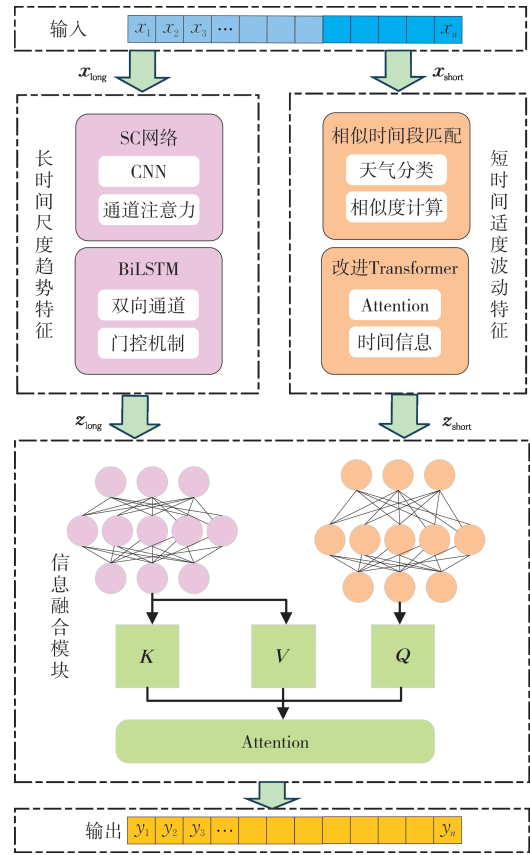 输入 x1 x2 x3 ··· xn
xlong
xshort
长时间尺度趋势特征
SC网络
CNN
通道注意力
BiLSTM
双向通道
门控机制
相似时间段匹配
天气分类
相似度计算
改进Transformer
Attention
时间信息
短时间适度波动特征
zlong
zshort
信息融合模块
K V Q
Attention
输出 y1 y2 y3 ··· yn